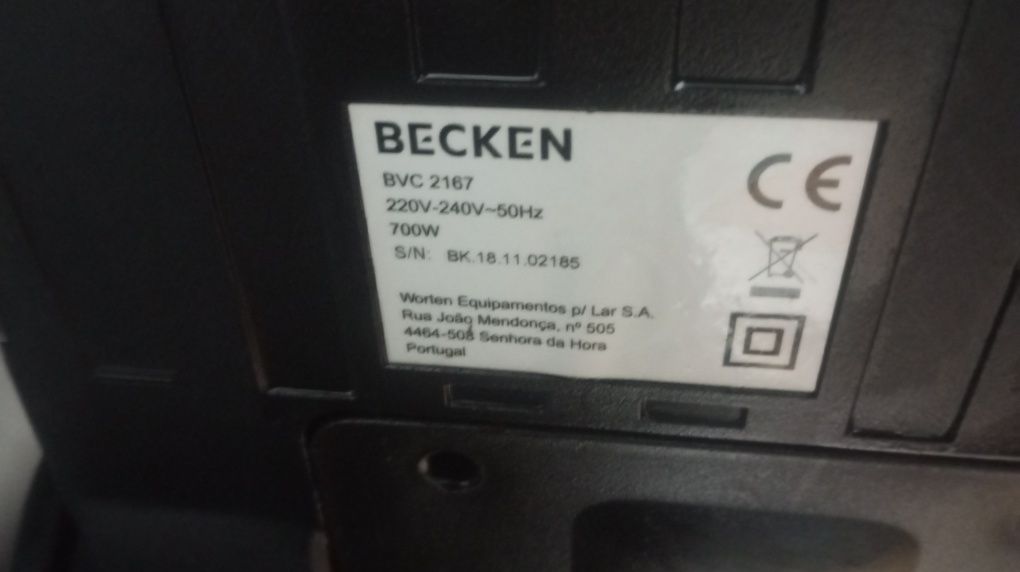 BECKEN
BVC 2167
220V-240V~50Hz
700W
S/N: BK.18.11.02185
Worten Equipamentos p/ Lar S.A.
Rua João Mendonça, nº 505
4464-503 Senhora da Hora
Portugal
CE